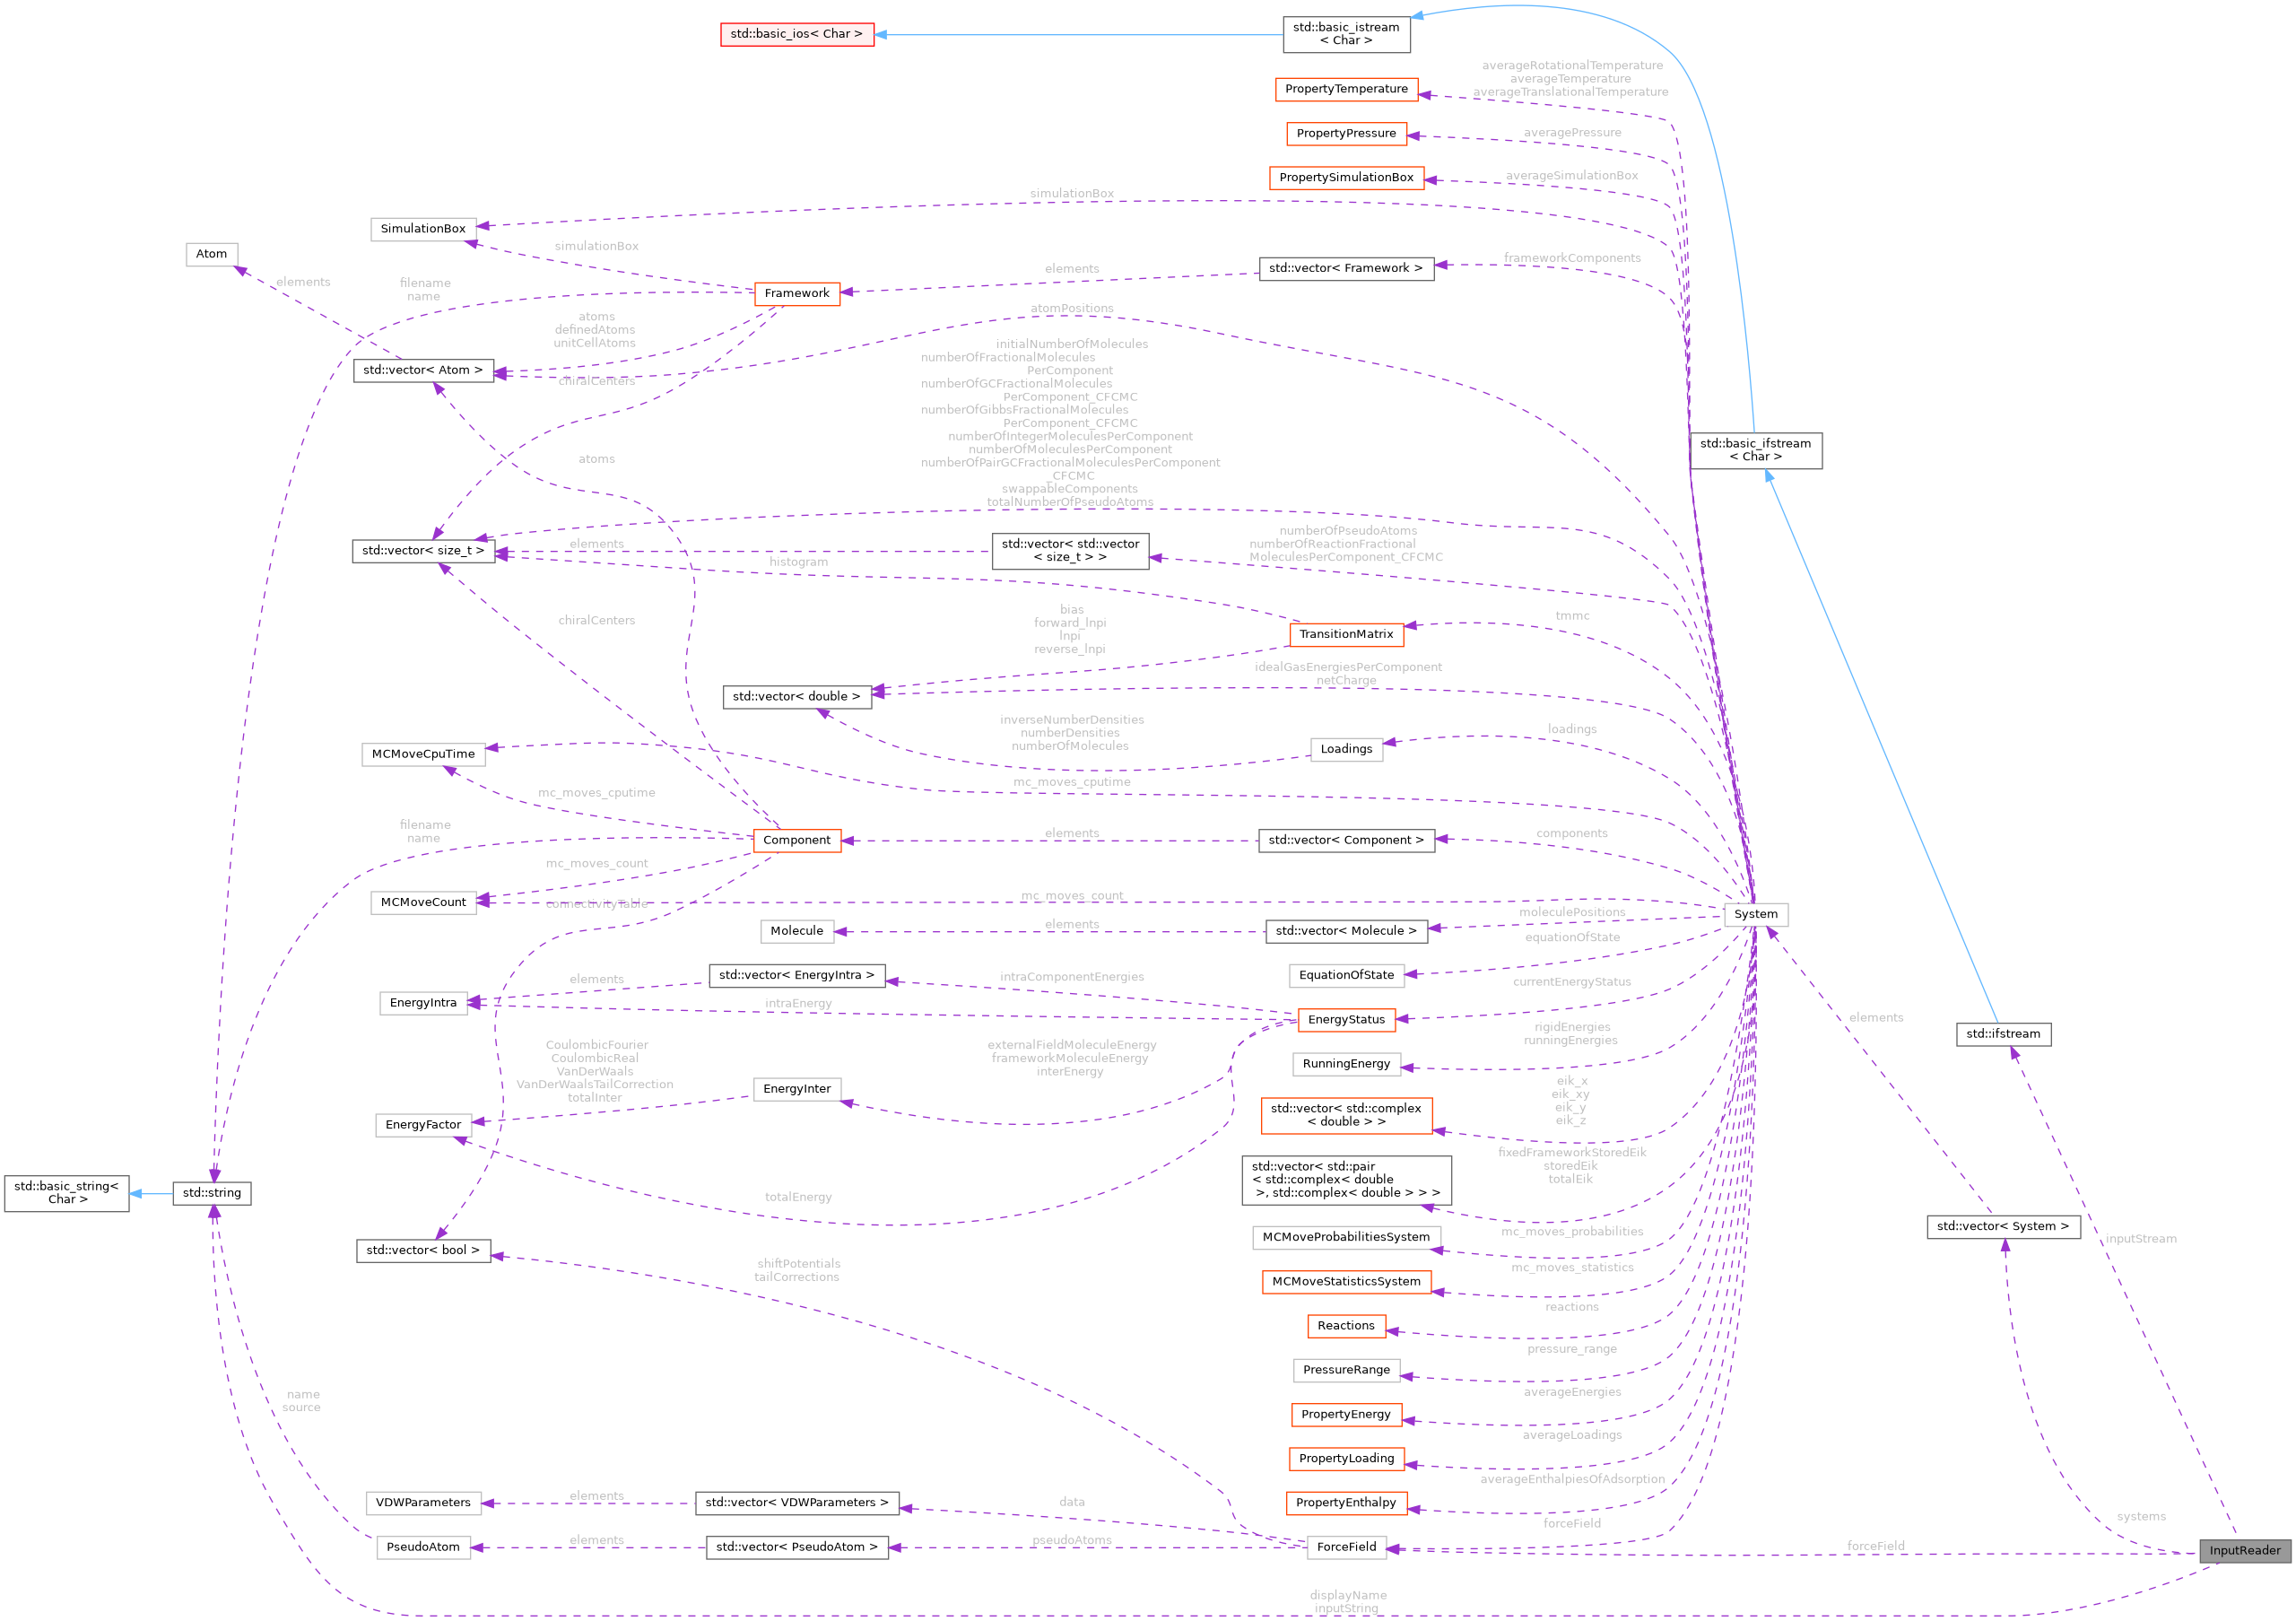 std::basic_ios< Char >
std::basic_istream
< Char >
averageRotationalTemperature
averageTemperature
averageTranslationalTemperature
PropertyTemperature
PropertyPressure
averagePressure
PropertySimulationBox
averageSimulationBox
simulationBox
SimulationBox
simulationBox
Atom
elements
filename
name
Framework
elements
std::vector< Framework >
frameworkComponents
atomPositions
atoms
definedAtoms
unitCellAtoms
std::vector< Atom >
chiralCenters
initialNumberOfMolecules
numberOfFractionalMolecules
PerComponent
numberOfGCFractionalMolecules
PerComponent_CFCMC
numberOfGibbsFractionalMolecules
PerComponent_CFCMC
numberOfIntegerMoleculesPerComponent
numberOfMoleculesPerComponent
numberOfPairGCFractionalMoleculesPerComponent
_CFCMC
swappableComponents
totalNumberOfPseudoAtoms
std::basic_ifstream
< Char >
atoms
std::vector< size_t >
elements
std::vector< std::vector
< size_t > >
numberOfPseudoAtoms
numberOfReactionFractional
MoleculesPerComponent_CFCMC
histogram
chiralCenters
bias
forward_lnpi
lnpi
reverse_lnpi
TransitionMatrix
tmmc
std::vector< double >
idealGasEnergiesPerComponent
netCharge
inverseNumberDensities
numberDensities
numberOfMolecules
Loadings
loadings
MCMoveCpuTime
mc_moves_cputime
mc_moves_cputime
filename
name
Component
elements
std::vector< Component >
components
mc_moves_count
MCMoveCount
connectivityTable
mc_moves_count
System
Molecule
elements
std::vector< Molecule >
moleculePositions
equationOfState
EquationOfState
EnergyIntra
elements
std::vector< EnergyIntra >
intraComponentEnergies
intraEnergy
currentEnergyStatus
EnergyStatus
elements
std::ifstream
rigidEnergies
runningEnergies
RunningEnergy
CoulombicFourier
CoulombicReal
VanDerWaals
VanDerWaalsTailCorrection
totalInter
EnergyInter
externalFieldMoleculeEnergy
frameworkMoleculeEnergy
interEnergy
EnergyFactor
std::vector< std::complex
< double > >
eik_x
eik_xy
eik_y
eik_z
std::basic_string<
Char >
std::string
totalEnergy
std::vector< std::pair
< std::complex< double
>, std::complex< double > > >
fixedFrameworkStoredEik
storedEik
totalEik
std::vector< bool >
MCMoveProbabilitiesSystem
mc_moves_probabilities
std::vector< System >
inputStream
shiftPotentials
tailCorrections
MCMoveStatisticsSystem
mc_moves_statistics
Reactions
reactions
PressureRange
pressure_range
name
source
PropertyEnergy
averageEnergies
PropertyLoading
averageLoadings
PropertyEnthalpy
averageEnthalpiesOfAdsorption
VDWParameters
elements
std::vector< VDWParameters >
data
forceField
systems
PseudoAtom
elements
std::vector< PseudoAtom >
pseudoAtoms
ForceField
forceField
InputReader
displayName
inputString